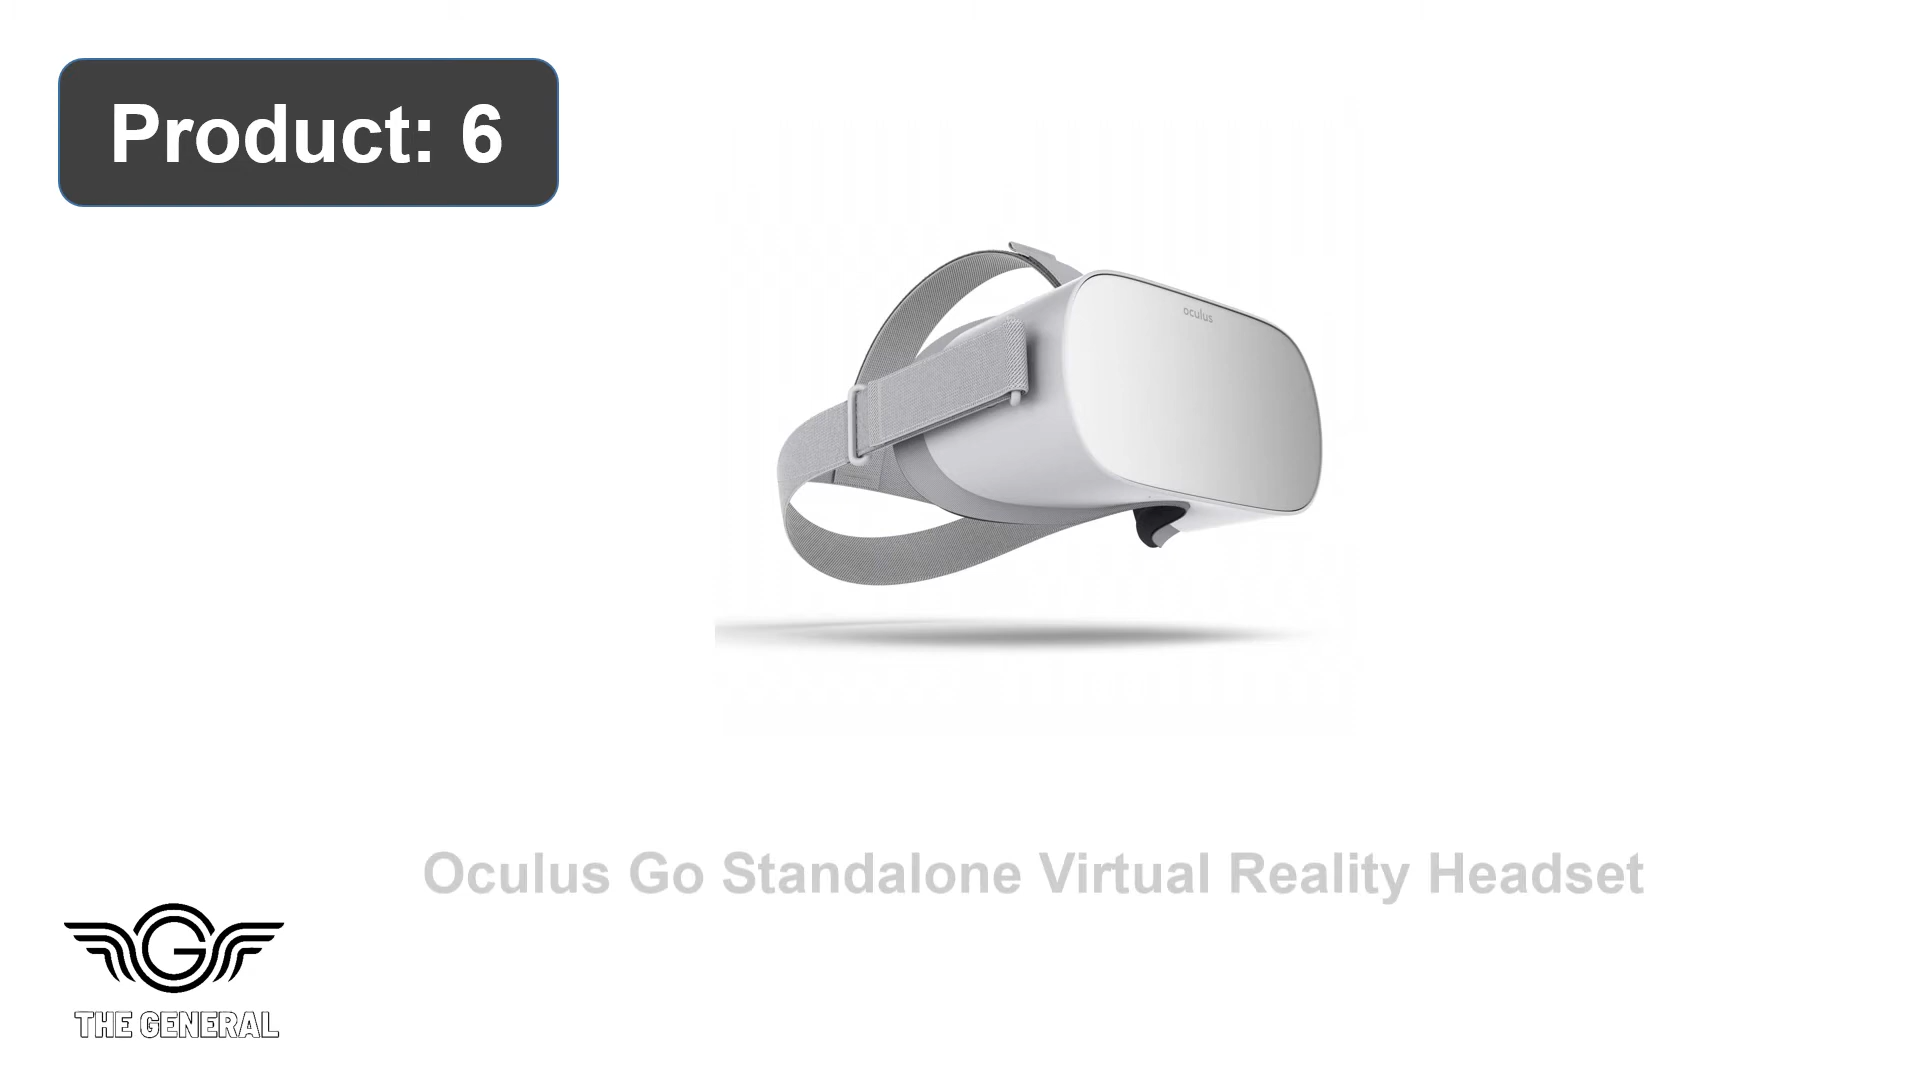 Product: 6
oculus
Oculus Go Standalone Virtual Reality Headset
G
THE GENERAL